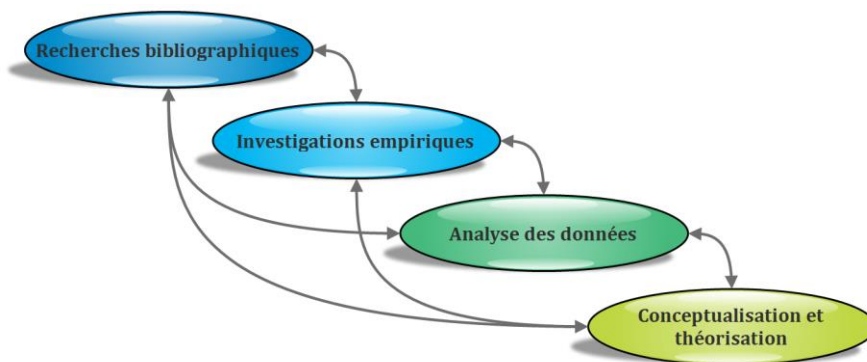 Recherches bibliographiques
Investigations empiriques
Analyse des données
Conceptualisation et
théorisation